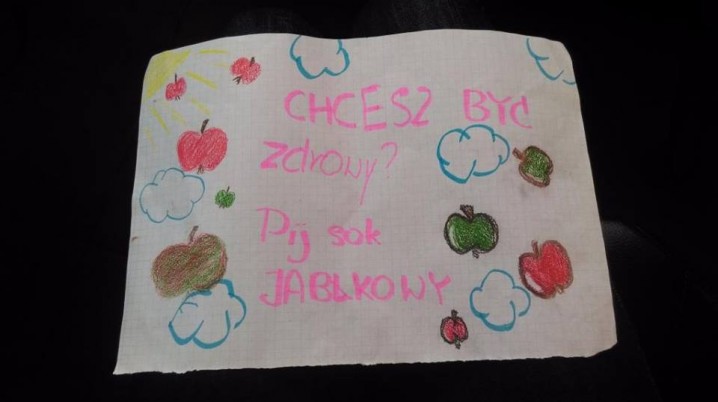 CHCESZ BYĆ
zdrowy?
Pij sok
JABŁKOWY